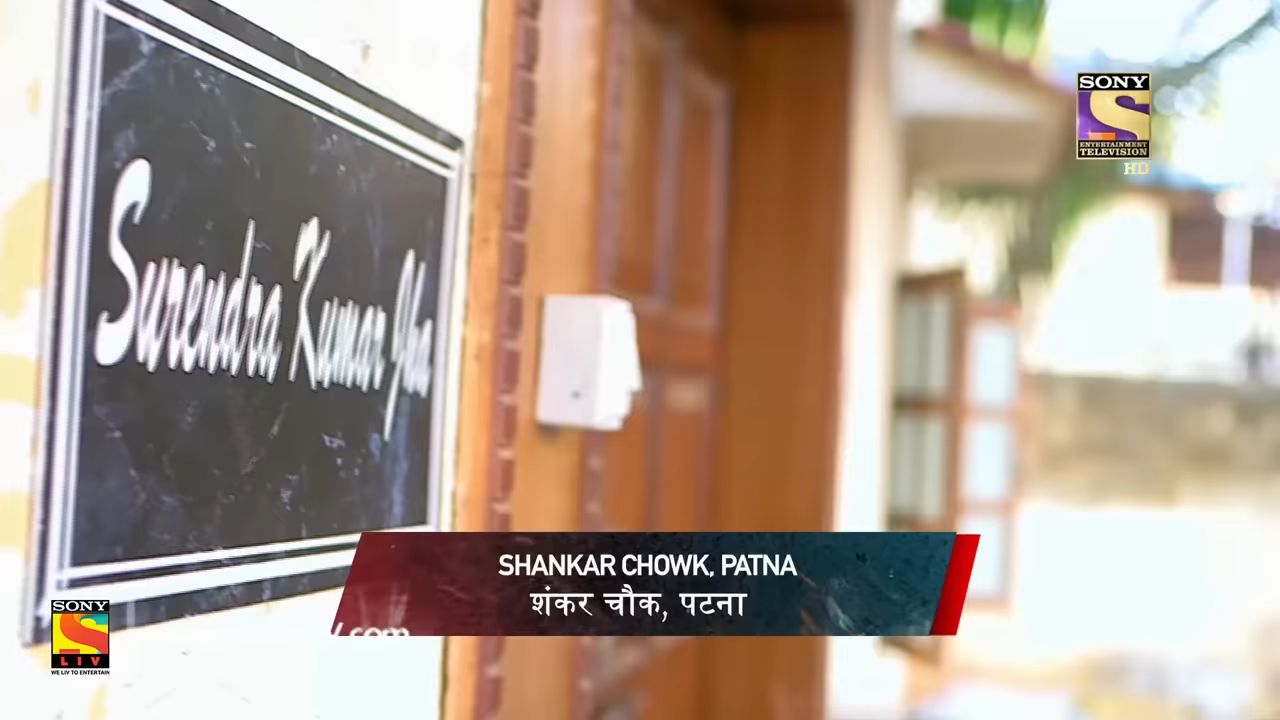 Surendra Kumar Jha
SONY
ENTERTAINMENT
TELEVISION
HD
SHANKAR CHOWK, PATNA
शंकर चौक, पटना
SONY
LIV
WE LIV TO ENTERTAIN